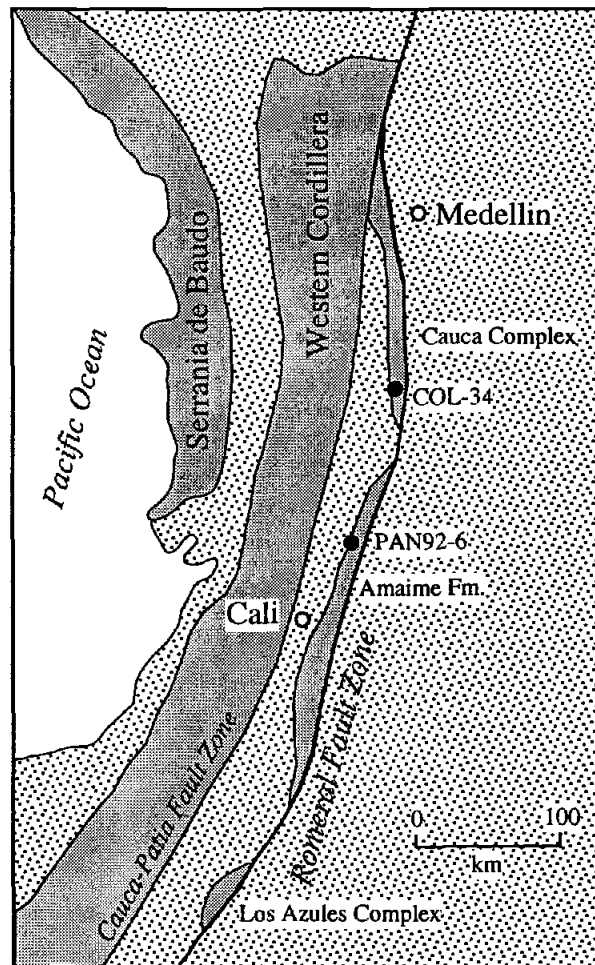 Medellin
Western Cordillera
Serrania de Baudo
Cauca Complex
Pacific Ocean
COL-34
PAN92-6
Amaime Fm.
Cali
Romeral Fault Zone
Cauca-Patia Fault Zone
0 100
km
Los Azules Complex